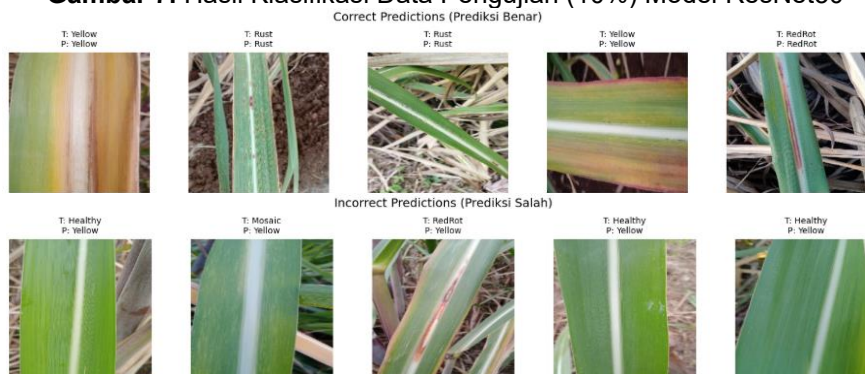 Gambar 7. Hasil Klasifikasi Data Pengujian (10%) Model ResNet50
Correct Predictions (Prediksi Benar)
T: Yellow
P: Yellow
T: Rust
P: Rust
T: Rust
P: Rust
T: Yellow
P: Yellow
T: RedRot
P: RedRot
Incorrect Predictions (Prediksi Salah)
T: Healthy
P: Yellow
T: Mosaic
P: Yellow
T: RedRot
P: Yellow
T: Healthy
P: Yellow
T: Healthy
P: Yellow